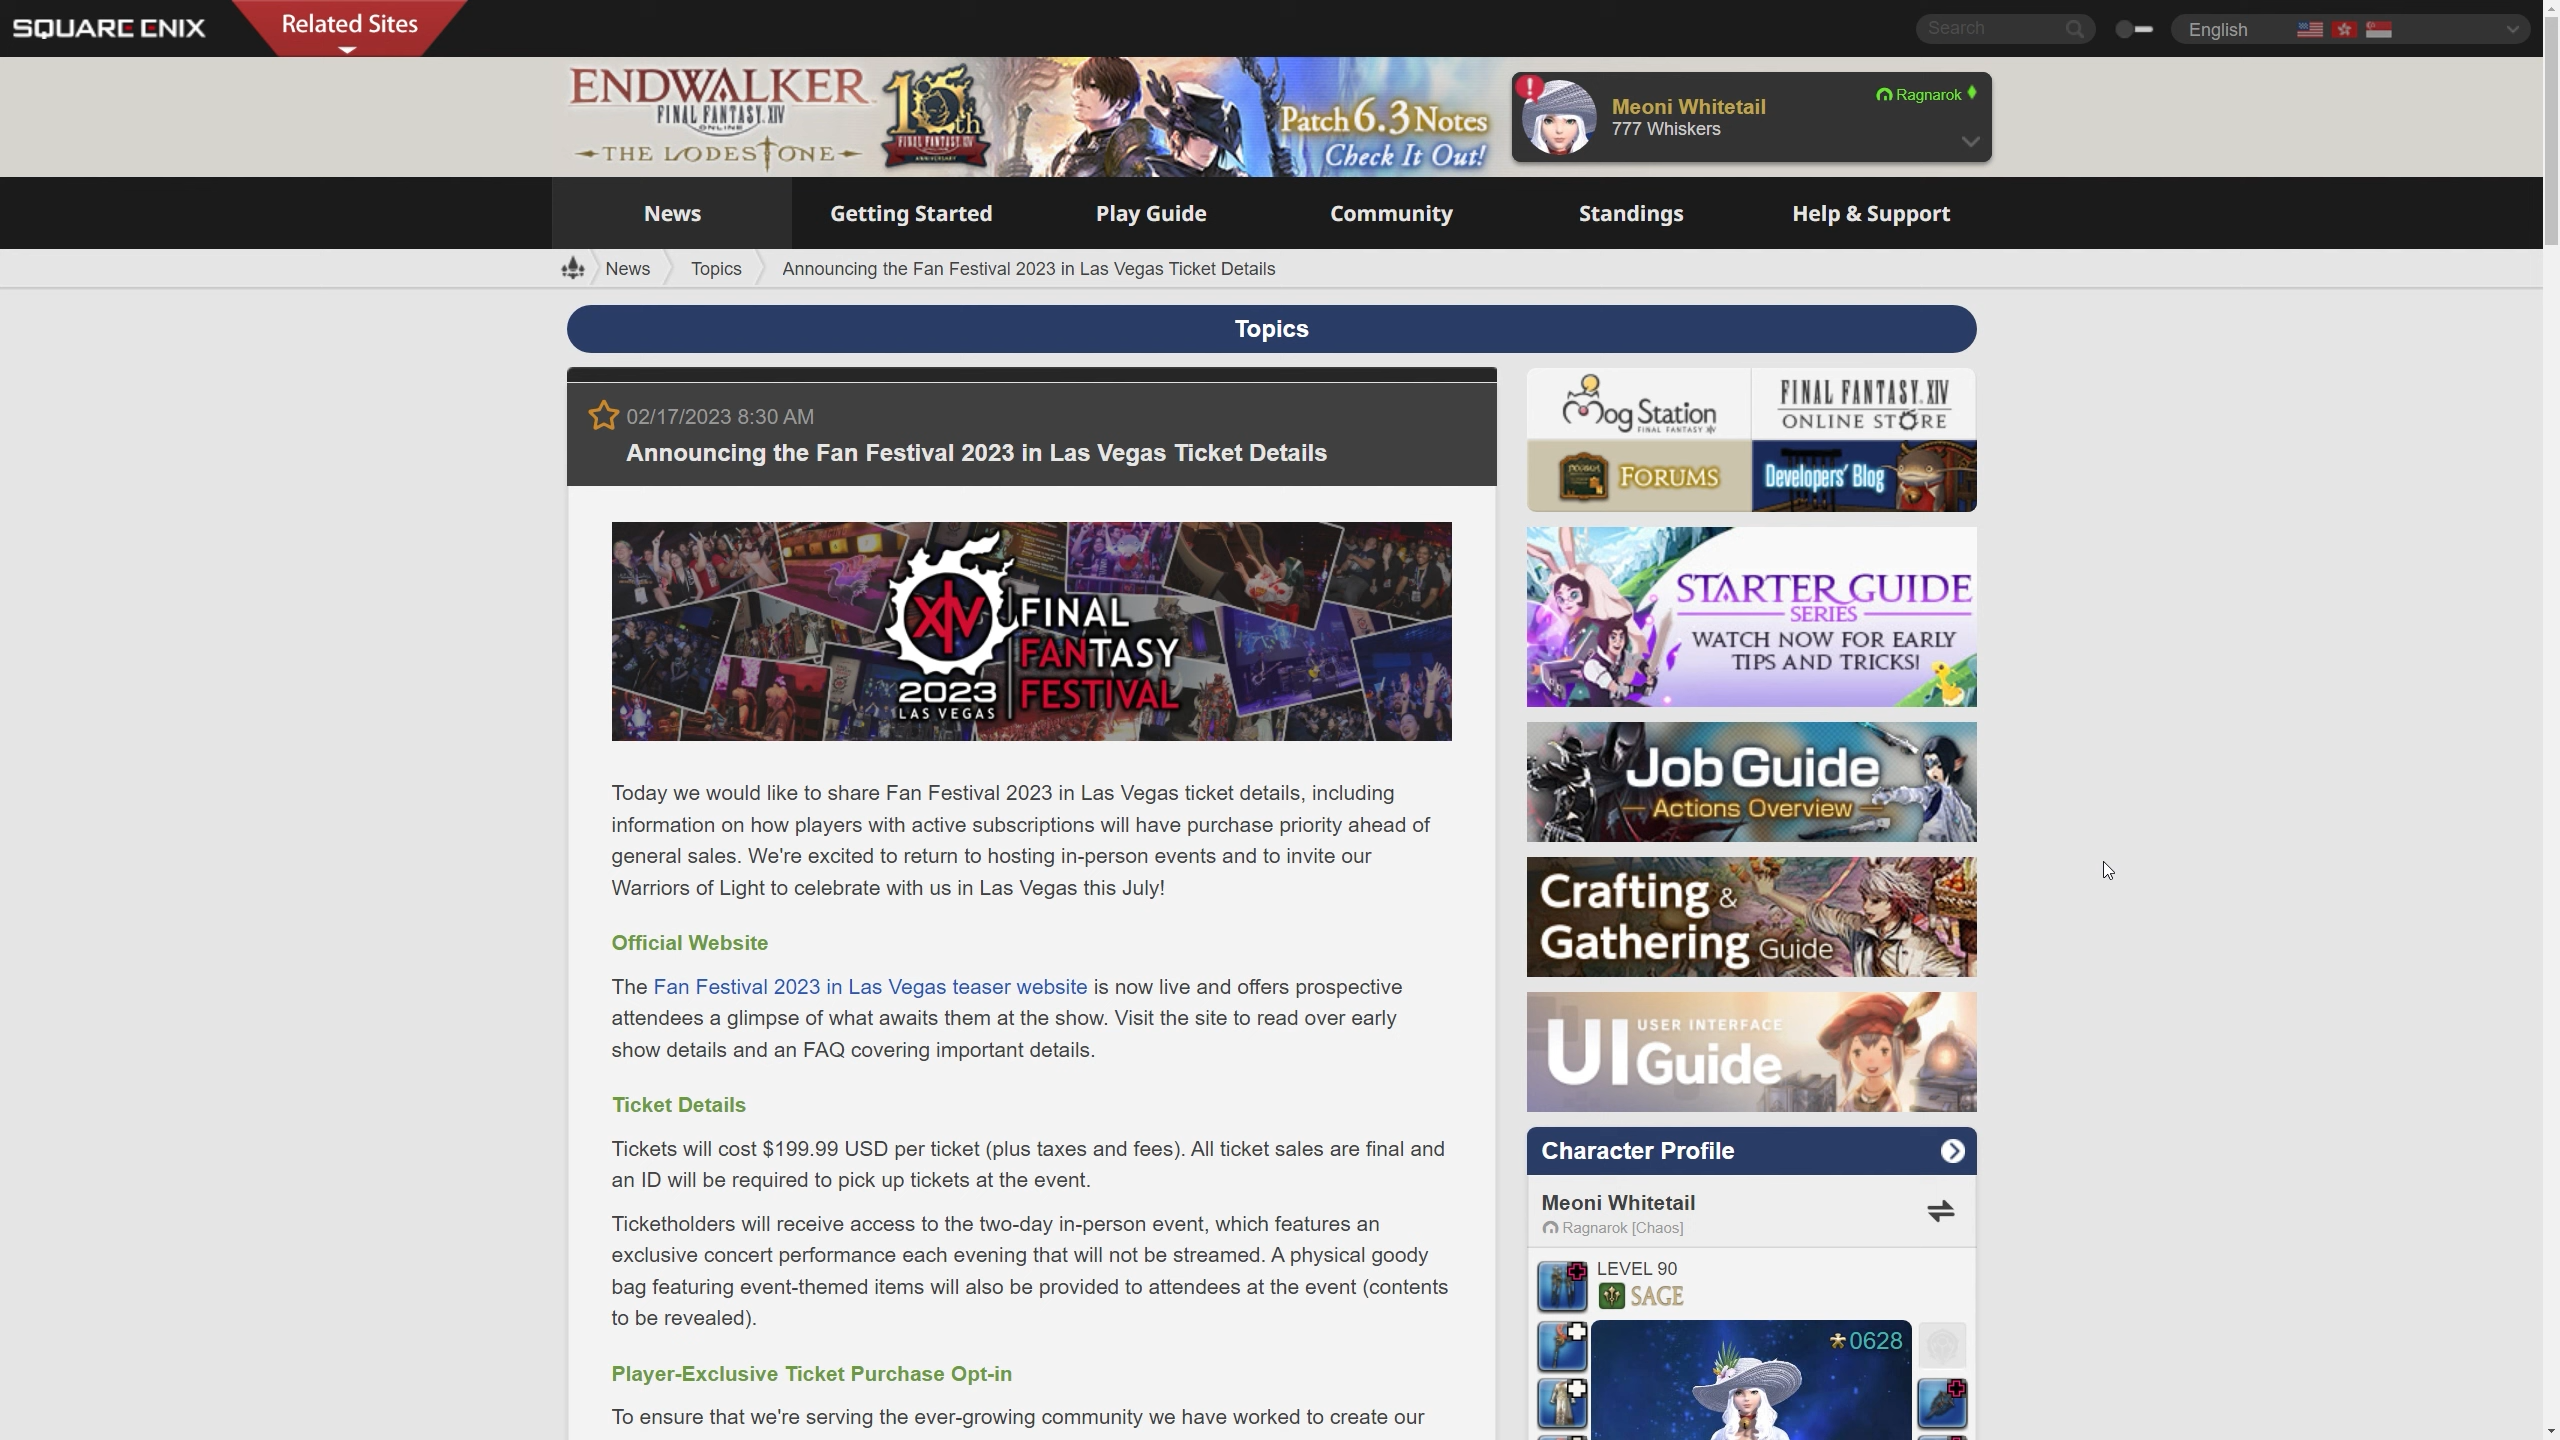 SQUARE ENIX
Related Sites
Search
English
ENDWALKER
FINAL FANTASY XIV
ONLINE
THE LODESTONE
10th
FINAL FANTASY XIV
ANNIVERSARY
Patch 6.3 Notes
Check It Out!
Meoni Whitetail
777 Whiskers
Ragnarok
News
Getting Started
Play Guide
Community
Standings
Help & Support
News
Topics
Announcing the Fan Festival 2023 in Las Vegas Ticket Details
Topics
02/17/2023 8:30 AM
Announcing the Fan Festival 2023 in Las Vegas Ticket Details
XIV
2023
LAS VEGAS
FINAL
FANTASY
FESTIVAL
Today we would like to share Fan Festival 2023 in Las Vegas ticket details, including
information on how players with active subscriptions will have purchase priority ahead of
general sales. We're excited to return to hosting in-person events and to invite our
Warriors of Light to celebrate with us in Las Vegas this July!
Official Website
The Fan Festival 2023 in Las Vegas teaser website is now live and offers prospective
attendees a glimpse of what awaits them at the show. Visit the site to read over early
show details and an FAQ covering important details.
Ticket Details
Tickets will cost $199.99 USD per ticket (plus taxes and fees). All ticket sales are final and
an ID will be required to pick up tickets at the event.
Ticketholders will receive access to the two-day in-person event, which features an
exclusive concert performance each evening that will not be streamed. A physical goody
bag featuring event-themed items will also be provided to attendees at the event (contents
to be revealed).
Player-Exclusive Ticket Purchase Opt-in
To ensure that we're serving the ever-growing community we have worked to create our
Mog Station
FINAL FANTASY XIV
FINAL FANTASY XIV
ONLINE STORE
FORUMS
Developers' Blog
STARTER GUIDE
SERIES
WATCH NOW FOR EARLY
TIPS AND TRICKS!
Job Guide
Actions Overview
Crafting &
Gathering Guide
UI
USER INTERFACE
Guide
Character Profile
Meoni Whitetail
Ragnarok [Chaos]
LEVEL 90
SAGE
0628